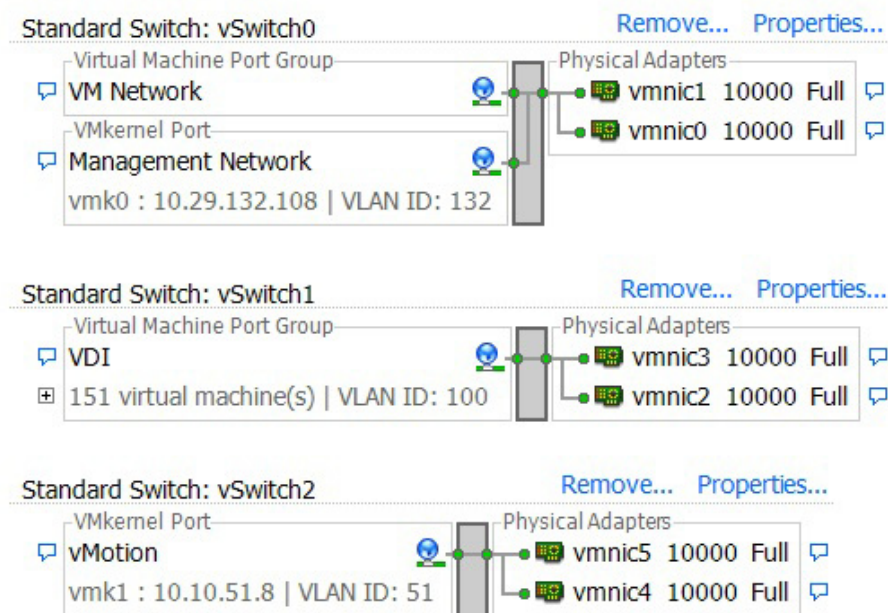 Standard Switch: vSwitch0 Remove... Properties...
Virtual Machine Port Group Physical Adapters
VM Network vmnic1 10000 Full
VMkernel Port vmnic0 10000 Full
Management Network
vmk0 : 10.29.132.108 | VLAN ID: 132
Standard Switch: vSwitch1 Remove... Properties...
Virtual Machine Port Group Physical Adapters
VDI vmnic3 10000 Full
151 virtual machine(s) | VLAN ID: 100 vmnic2 10000 Full
Standard Switch: vSwitch2 Remove... Properties...
VMkernel Port Physical Adapters
vMotion vmnic5 10000 Full
vmk1 : 10.10.51.8 | VLAN ID: 51 vmnic4 10000 Full